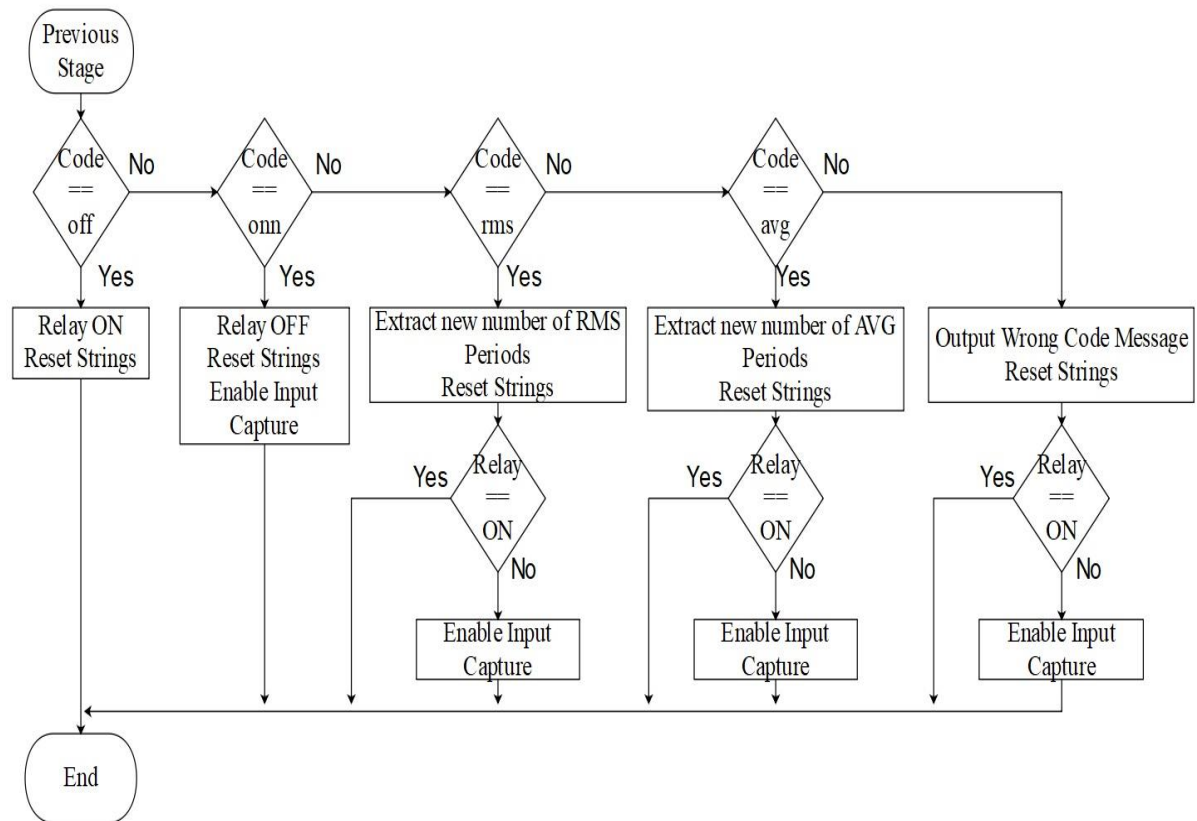 Previous
Stage
Code
==
off
No
Yes
Relay ON
Reset Strings
Code
==
onn
No
Yes
Relay OFF
Reset Strings
Enable Input
Capture
Code
==
rms
No
Yes
Extract new number of RMS
Periods
Reset Strings
Relay
==
ON
Yes
No
Enable Input
Capture
Code
==
avg
No
Yes
Extract new number of AVG
Periods
Reset Strings
Relay
==
ON
Yes
No
Enable Input
Capture
Output Wrong Code Message
Reset Strings
Relay
==
ON
Yes
No
Enable Input
Capture
End